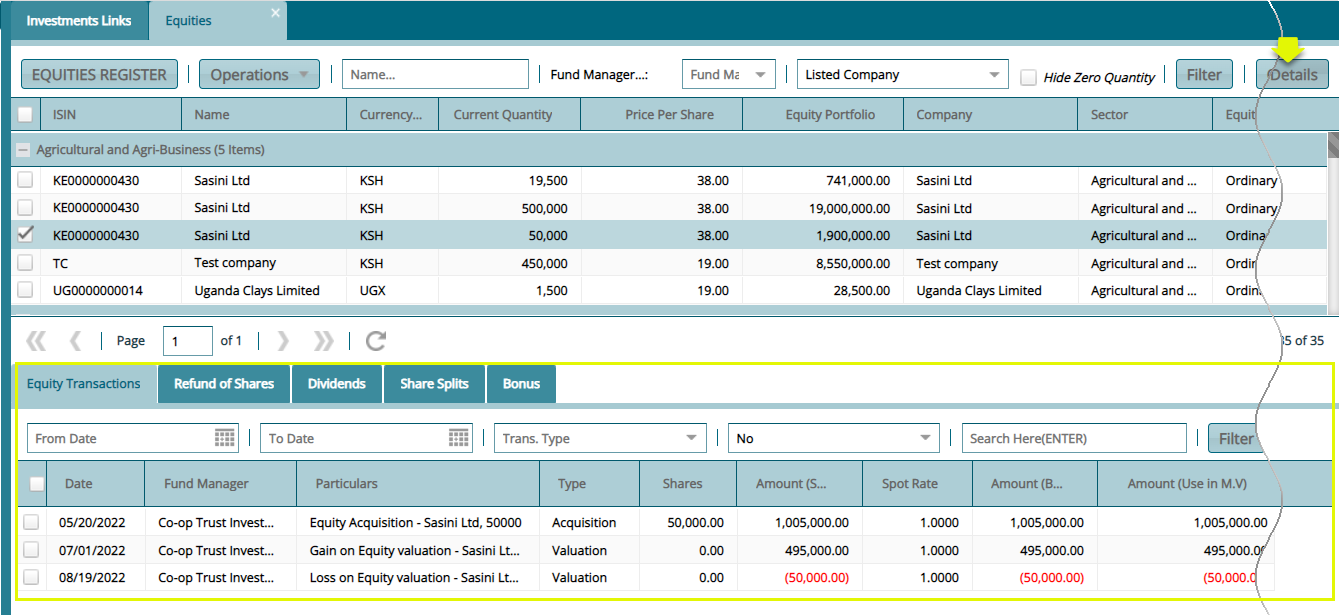 Investments Links Equities
EQUITIES REGISTER Operations Name... Fund Manager...: Fund Ma Listed Company Hide Zero Quantity Filter Details
ISIN Name Currency... Current Quantity Price Per Share Equity Portfolio Company Sector Equit
Agricultural and Agri-Business (5 Items)
KE0000000430 Sasini Ltd KSH 19,500 38.00 741,000.00 Sasini Ltd Agricultural and ... Ordinary
KE0000000430 Sasini Ltd KSH 500,000 38.00 19,000,000.00 Sasini Ltd Agricultural and ... Ordinary
KE0000000430 Sasini Ltd KSH 50,000 38.00 1,900,000.00 Sasini Ltd Agricultural and ... Ordina
TC Test company KSH 450,000 19.00 8,550,000.00 Test company Agricultural and ... Ordin
UG0000000014 Uganda Clays Limited UGX 1,500 19.00 28,500.00 Uganda Clays Limited Agricultural and ... Ordin
Page 1 of 1 35 of 35
Equity Transactions Refund of Shares Dividends Share Splits Bonus
From Date To Date Trans. Type No Search Here(ENTER) Filter
Date Fund Manager Particulars Type Shares Amount (S... Spot Rate Amount (B... Amount (Use in M.V)
05/20/2022 Co-op Trust Invest... Equity Acquisition - Sasini Ltd, 50000 Acquisition 50,000.00 1,005,000.00 1.0000 1,005,000.00 1,005,000.00
07/01/2022 Co-op Trust Invest... Gain on Equity valuation - Sasini Lt... Valuation 0.00 495,000.00 1.0000 495,000.00 495,000.00
08/19/2022 Co-op Trust Invest... Loss on Equity valuation - Sasini Lt... Valuation 0.00 (50,000.00) 1.0000 (50,000.00) (50,000.0